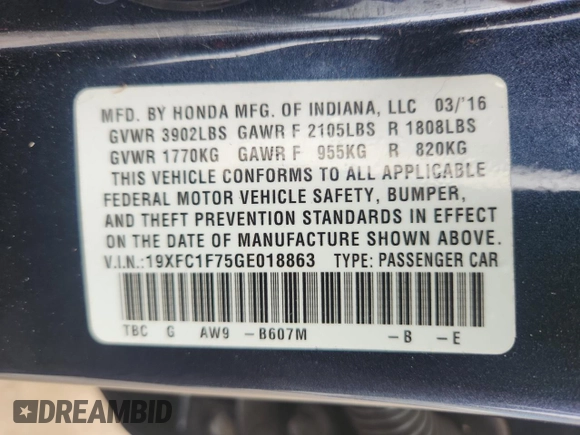 MFD. BY HONDA MFG. OF INDIANA, LLC 03/'16
GVWR 3902LBS GAWR F 2105LBS R 1808LBS
GVWR 1770KG GAWR F 955KG R 820KG
THIS VEHICLE CONFORMS TO ALL APPLICABLE
FEDERAL MOTOR VEHICLE SAFETY, BUMPER,
AND THEFT PREVENTION STANDARDS IN EFFECT
ON THE DATE OF MANUFACTURE SHOWN ABOVE.
V.I.N.:19XFC1F75GE018863 TYPE: PASSENGER CAR
TBC G AW9 -B607M -B -E
DREAMBID